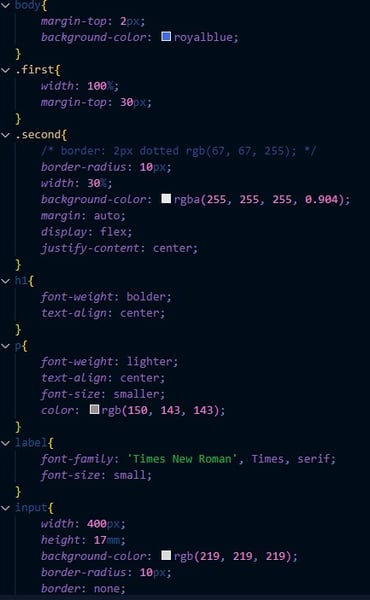 body{
margin-top: 2px;
background-color: royalblue;
}
.first{
width: 100%;
margin-top: 30px;
}
.second{
/* border: 2px dotted rgb(67, 67, 255); */
border-radius: 10px;
width: 30%;
background-color: rgba(255, 255, 255, 0.904);
margin: auto;
display: flex;
justify-content: center;
}
h1{
font-weight: bolder;
text-align: center;
}
p{
font-weight: lighter;
text-align: center;
font-size: smaller;
color: rgb(150, 143, 143);
}
label{
font-family: 'Times New Roman', Times, serif;
font-size: small;
}
input{
width: 400px;
height: 17mm;
background-color: rgb(219, 219, 219);
border-radius: 10px;
border: none;